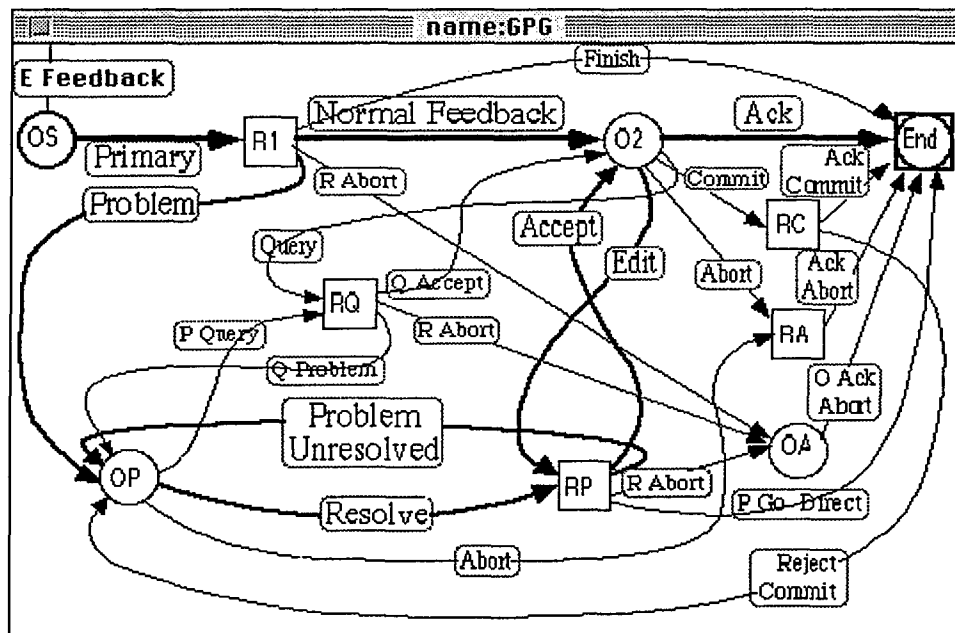 name:GPG
E Feedback
Finish
OS
Primary
R1
Normal Feedback
O2
Ack
End
R Abort
Problem
Commit
Ack
Commit
Accept
RC
Query
Edit
Abort
Ack
Abort
Q Accept
RQ
P Query
R Abort
RA
Q Problem
O Ack
Abort
Problem
Unresolved
OA
OP
RP
R Abort
P Go-Direct
Resolve
Abort
Reject
Commit